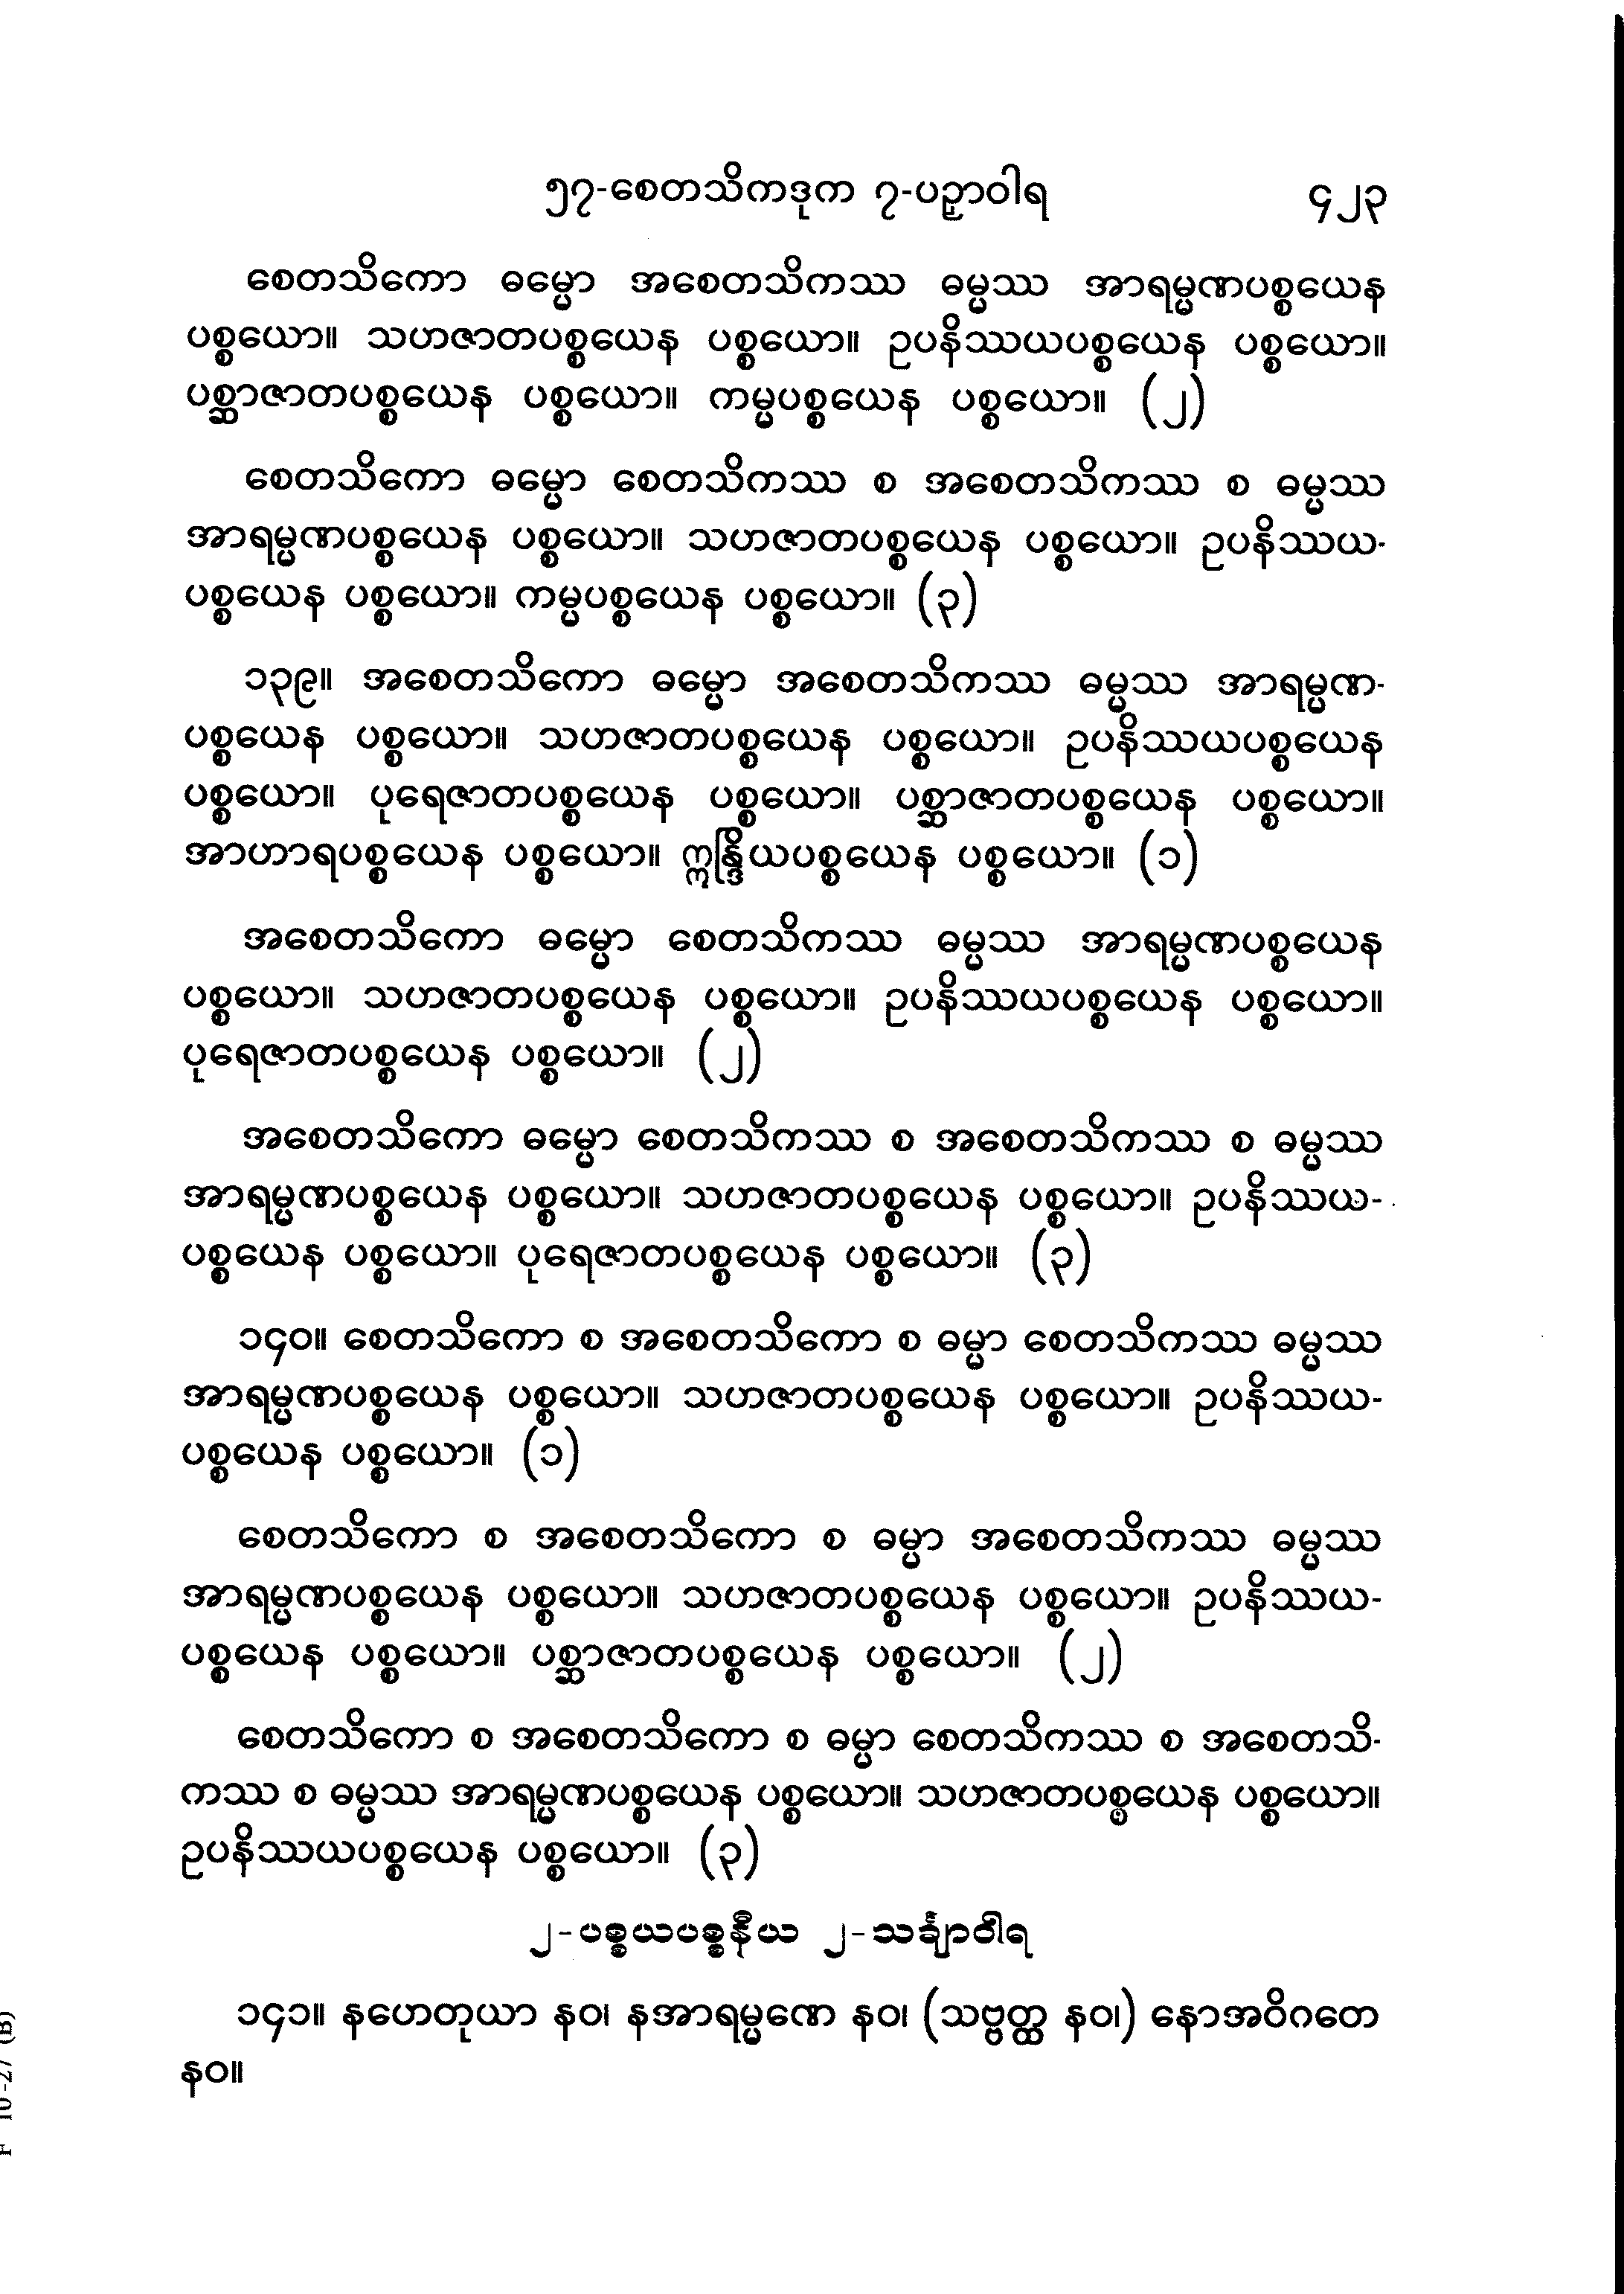 ၅၇-စေတသိကဒုက ၇-ပဉှာဝါရ ၄၂၃
စေတသိကော ဓမ္မော အစေတသိကဿ ဓမ္မဿ အာရမ္မဏပစ္စယေန
ပစ္စယော။ သဟဇာတပစ္စယေန ပစ္စယော။ ဥပနိဿယပစ္စယေန ပစ္စယော။
ပစ္ဆာဇာတပစ္စယေန ပစ္စယော။ ကမ္မပစ္စယေန ပစ္စယော။ (၂)
စေတသိကော ဓမ္မော စေတသိကဿ စ အစေတသိကဿ စ ဓမ္မဿ
အာရမ္မဏပစ္စယေန ပစ္စယော။ သဟဇာတပစ္စယေန ပစ္စယော။ ဥပနိဿယ-
ပစ္စယေန ပစ္စယော။ ကမ္မပစ္စယေန ပစ္စယော။ (၃)
၁၃၉။ အစေတသိကော ဓမ္မော အစေတသိကဿ ဓမ္မဿ အာရမ္မဏ-
ပစ္စယေန ပစ္စယော။ သဟဇာတပစ္စယေန ပစ္စယော။ ဥပနိဿယပစ္စယေန
ပစ္စယော။ ပုရေဇာတပစ္စယေန ပစ္စယော။ ပစ္ဆာဇာတပစ္စယေန ပစ္စယော။
အာဟာရပစ္စယေန ပစ္စယော။ ဣန္ဒြိယပစ္စယေန ပစ္စယော။ (၁)
အစေတသိကော ဓမ္မော စေတသိကဿ ဓမ္မဿ အာရမ္မဏပစ္စယေန
ပစ္စယော။ သဟဇာတပစ္စယေန ပစ္စယော။ ဥပနိဿယပစ္စယေန ပစ္စယော။
ပုရေဇာတပစ္စယေန ပစ္စယော။ (၂)
အစေတသိကော ဓမ္မော စေတသိကဿ စ အစေတသိကဿ စ ဓမ္မဿ
အာရမ္မဏပစ္စယေန ပစ္စယော။ သဟဇာတပစ္စယေန ပစ္စယော။ ဥပနိဿယ-
ပစ္စယေန ပစ္စယော။ ပုရေဇာတပစ္စယေန ပစ္စယော။ (၃)
၁၄၀။ စေတသိကော စ အစေတသိကော စ ဓမ္မာ စေတသိကဿ ဓမ္မဿ
အာရမ္မဏပစ္စယေန ပစ္စယော။ သဟဇာတပစ္စယေန ပစ္စယော။ ဥပနိဿယ-
ပစ္စယေန ပစ္စယော။ (၁)
စေတသိကော စ အစေတသိကော စ ဓမ္မာ အစေတသိကဿ ဓမ္မဿ
အာရမ္မဏပစ္စယေန ပစ္စယော။ သဟဇာတပစ္စယေန ပစ္စယော။ ဥပနိဿယ-
ပစ္စယေန ပစ္စယော။ ပစ္ဆာဇာတပစ္စယေန ပစ္စယော။ (၂)
စေတသိကော စ အစေတသိကော စ ဓမ္မာ စေတသိကဿ စ အစေတသိ-
ကဿ စ ဓမ္မဿ အာရမ္မဏပစ္စယေန ပစ္စယော။ သဟဇာတပစ္စယေန ပစ္စယော။
ဥပနိဿယပစ္စယေန ပစ္စယော။ (၃)
၂-ပစ္စယပစ္စနီယ ၂-သင်္ချာဝါရ
၁၄၁။ နဟေတုယာ နဝ၊ နအာရမ္မဏေ နဝ၊ (သဗ္ဗတ္ထ နဝ၊) နောအဝိဂတေ
နဝ။
F 10-27 (B)